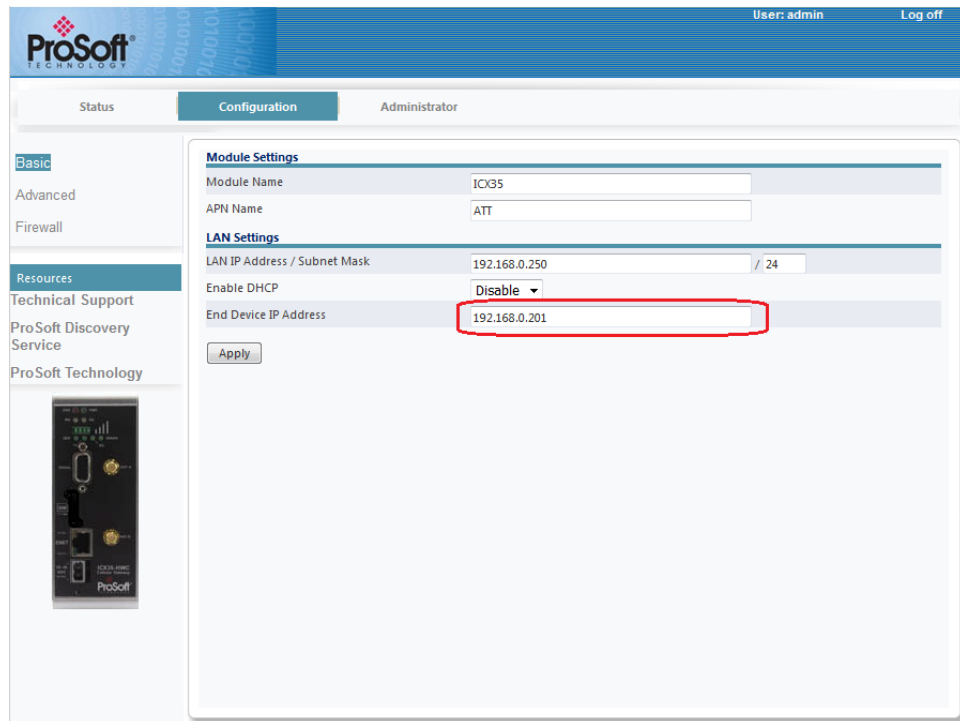 User: admin Log off
ProSoft®
TECHNOLOGY
Status Configuration Administrator
Basic
Advanced
Firewall
Resources
Technical Support
ProSoft Discovery
Service
ProSoft Technology
Module Settings
Module Name ICX35
APN Name ATT
LAN Settings
LAN IP Address / Subnet Mask 192.168.0.250 / 24
Enable DHCP Disable
End Device IP Address 192.168.0.201
Apply
ICX35-HWC
ProSoft